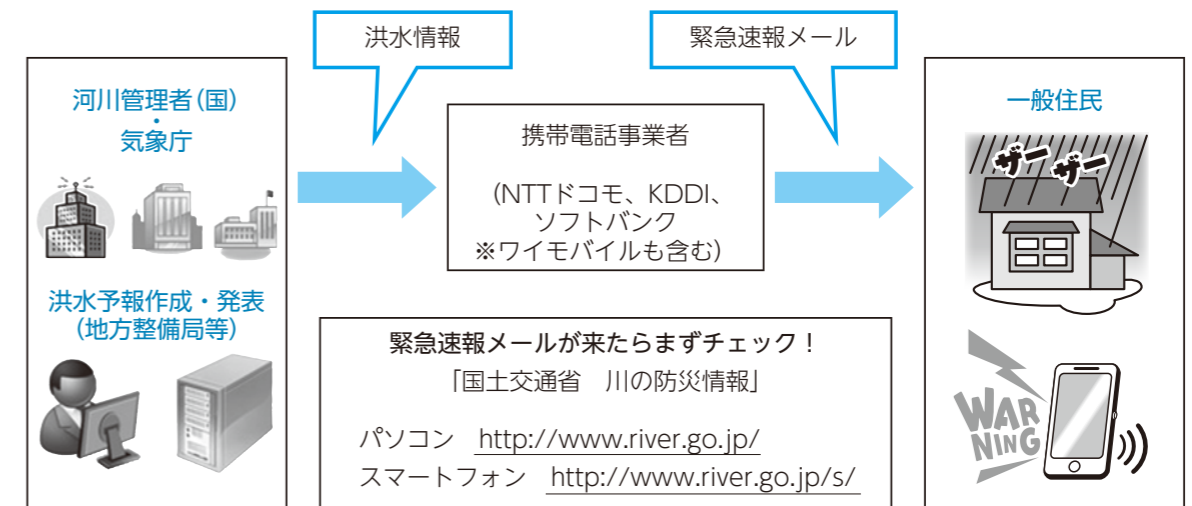 洪水情報
緊急速報メール
河川管理者(国)
・
気象庁
洪水予報作成・発表
(地方整備局等)
携帯電話事業者
(NTTドコモ、KDDI、
ソフトバンク
※ワイモバイルも含む)
一般住民
ザー
ザー
WAR
NING
緊急速報メールが来たらまずチェック！
「国土交通省　川の防災情報」
パソコン　http://www.river.go.jp/
スマートフォン　http://www.river.go.jp/s/